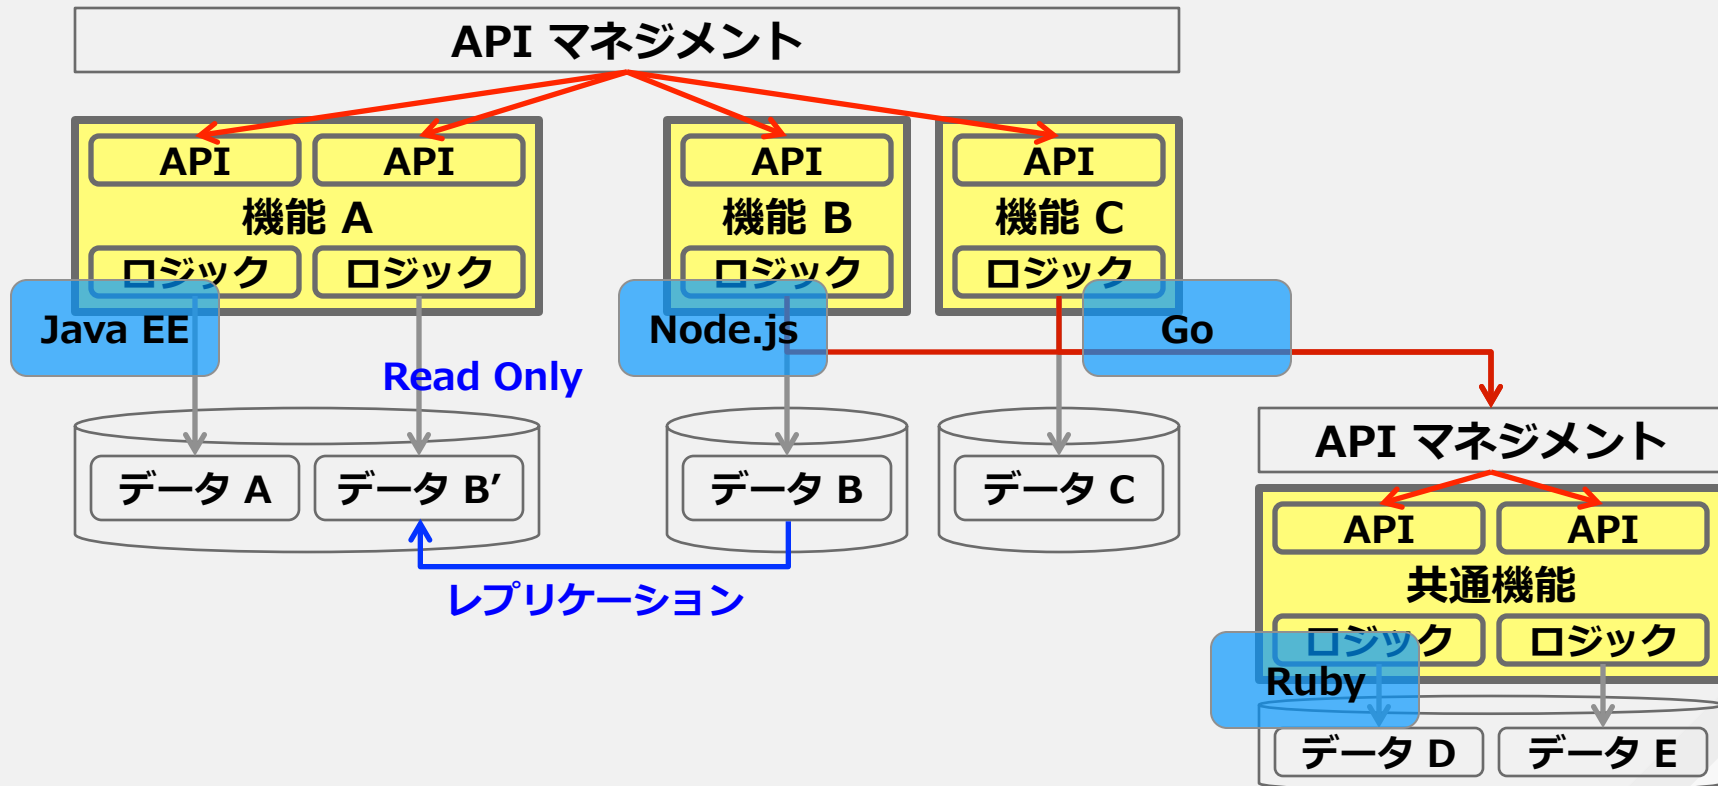 API マネジメント
API
API
API
API
機能 A
機能 B
機能 C
ロジック
ロジック
ロジック
ロジック
Java EE
Node.js
Go
Read Only
データ A
データ B’
データ B
データ C
レプリケーション
API マネジメント
API
API
共通機能
ロジック
ロジック
Ruby
データ D
データ E